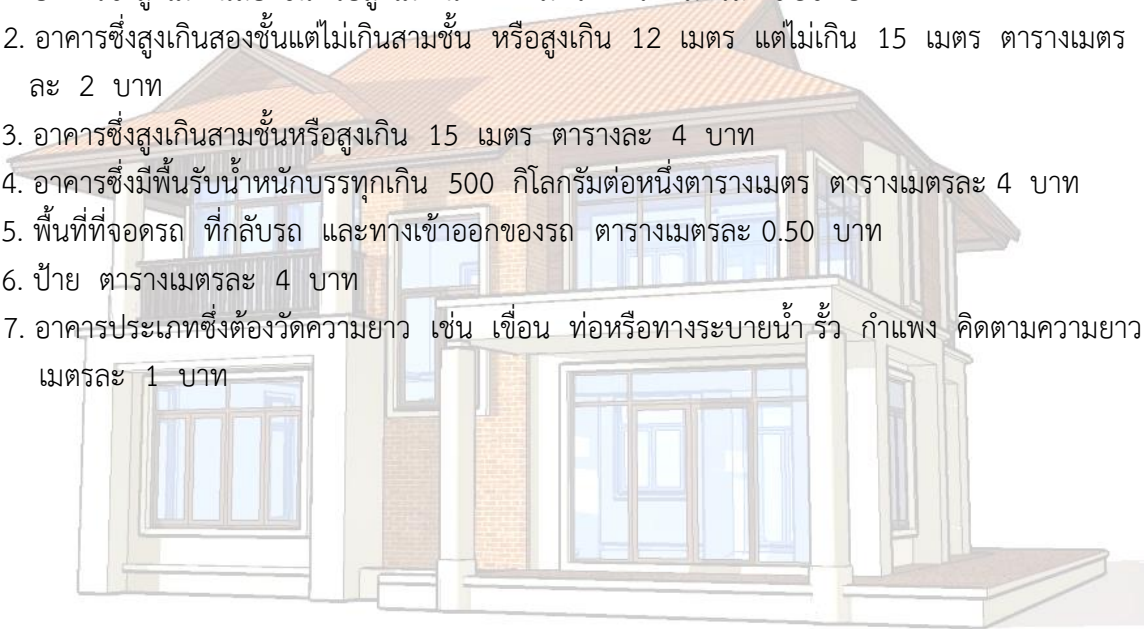 2. อาคารซึ่งสูงเกินสองชั้นแต่ไม่เกินสามชั้น หรือสูงเกิน 12 เมตร แต่ไม่เกิน 15 เมตร ตารางเมตร
ละ 2 บาท
3. อาคารซึ่งสูงเกินสามชั้นหรือสูงเกิน 15 เมตร ตารางละ 4 บาท
4. อาคารซึ่งมีพื้นรับน้ำหนักบรรทุกเกิน 500 กิโลกรัมต่อหนึ่งตารางเมตร ตารางเมตรละ 4 บาท
5. พื้นที่ที่จอดรถ ที่กลับรถ และทางเข้าออกของรถ ตารางเมตรละ 0.50 บาท
6. ป้าย ตารางเมตรละ 4 บาท
7. อาคารประเภทซึ่งต้องวัดความยาว เช่น เขื่อน ท่อหรือทางระบายน้ำ รั้ว กำแพง คิดตามความยาว
เมตรละ 1 บาท